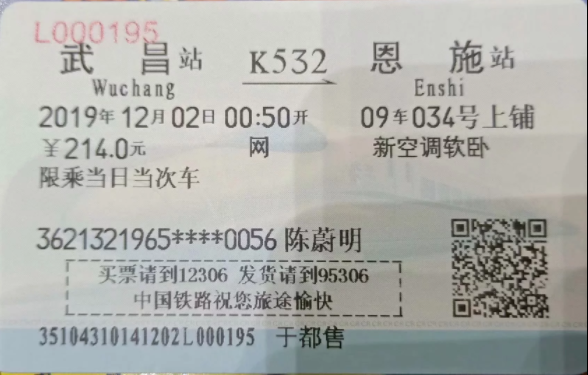 L000195
武昌站 K532 恩施站
Wuchang Enshi
2019年12月02日00:50开 09车034号上铺
￥214.0元 网 新空调软卧
限乘当日当次车
3621321965****0056 陈蔚明
买票请到12306 发货请到95306
中国铁路祝您旅途愉快
35104310141202L000195 于都售